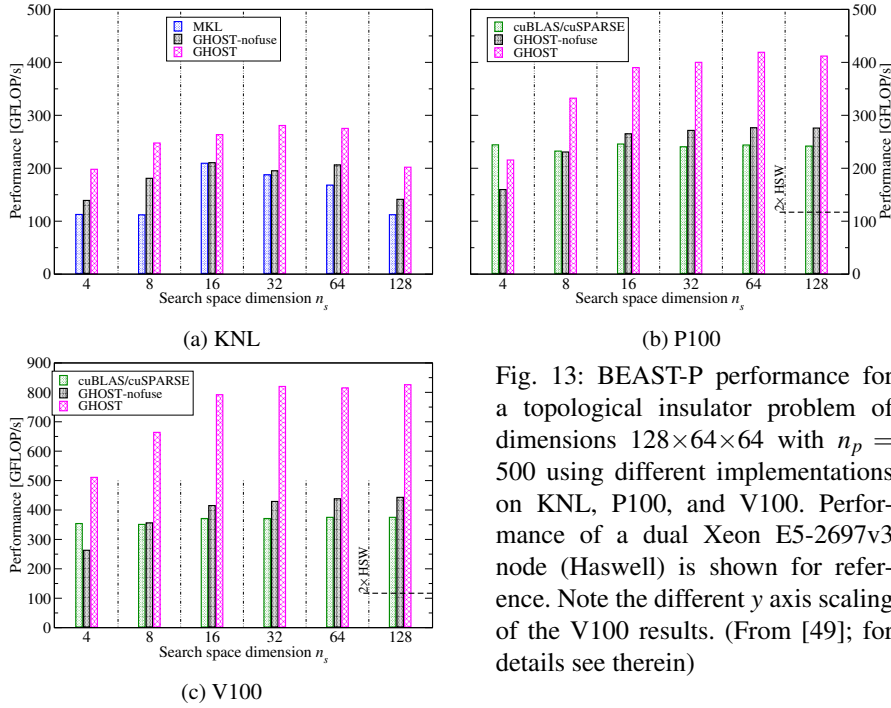 500
400
300
200
100
0
Performance [GFLOP/s]
MKL
GHOST-nofuse
GHOST
4 8 16 32 64 128
Search space dimension n_s
(a) KNL
cuBLAS/cuSPARSE
GHOST-nofuse
GHOST
2× HSW
500
400
300
200
100
0
Performance [GFLOP/s]
4 8 16 32 64 128
Search space dimension n_s
(b) P100
900
800
700
600
500
400
300
200
100
0
Performance [GFLOP/s]
cuBLAS/cuSPARSE
GHOST-nofuse
GHOST
2× HSW
4 8 16 32 64 128
Search space dimension n_s
(c) V100
Fig. 13: BEAST-P performance for
a topological insulator problem of
dimensions 128×64×64 with n_p =
500 using different implementations
on KNL, P100, and V100. Perfor-
mance of a dual Xeon E5-2697v3
node (Haswell) is shown for refer-
ence. Note the different y axis scaling
of the V100 results. (From [49]; for
details see therein)